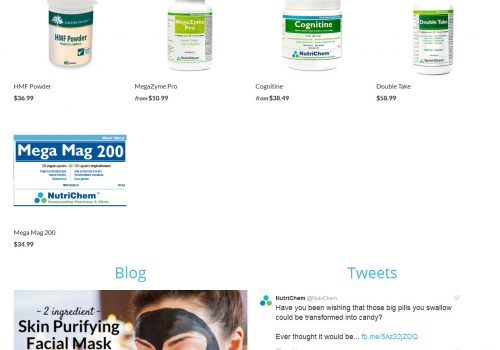 HMF Powder
HMF Powder
$36.99
MegaZyme
Pro
NutriChem
MegaZyme Pro
from $10.99
Cognitine
NutriChem
Cognitine
from $38.49
Double Take
NutriChem
Double Take
$58.99
Mega Mag 200
NutriChem
Compounding Pharmacy & Clinic
Mega Mag 200
$34.99
Blog
- 2 ingredient -
Skin Purifying
Facial Mask
Tweets
NutriChem @NutriChem
Have you been wishing that those big pills you swallow
could be transformed into candy?
Ever thought it would be... fb.me/5Az32jZDQ